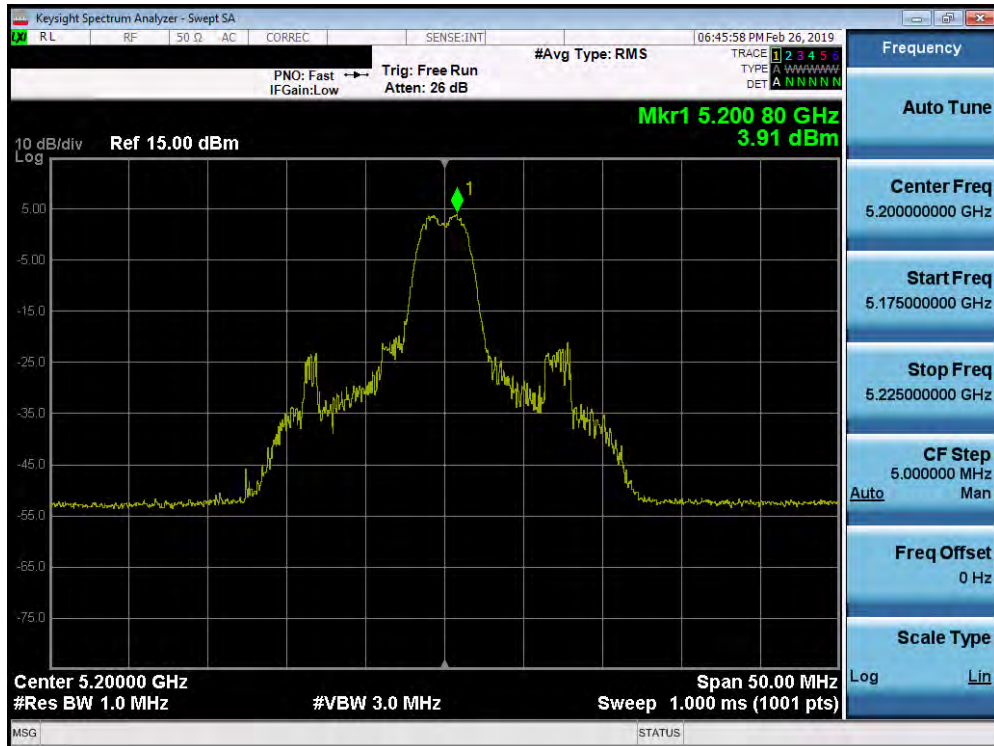 Keysight Spectrum Analyzer - Swept SA
LXI RL RF 50 Ω AC CORREC SENSE:INT 06:45:58 PM Feb 26, 2019
#Avg Type: RMS TRACE 1 2 3 4 5 6
PNO: Fast Trig: Free Run TYPE A W W W W W
IFGain:Low Atten: 26 dB DET A N N N N N
Mkr1 5.200 80 GHz
3.91 dBm
10 dB/div Ref 15.00 dBm
Log
1
5.00
-5.00
-15.0
-25.0
-35.0
-45.0
-55.0
-65.0
-75.0
Center 5.20000 GHz Span 50.00 MHz
#Res BW 1.0 MHz #VBW 3.0 MHz Sweep 1.000 ms (1001 pts)
MSG STATUS
Frequency
Auto Tune
Center Freq
5.200000000 GHz
Start Freq
5.175000000 GHz
Stop Freq
5.225000000 GHz
CF Step
5.000000 MHz
Auto Man
Freq Offset
0 Hz
Scale Type
Log Lin